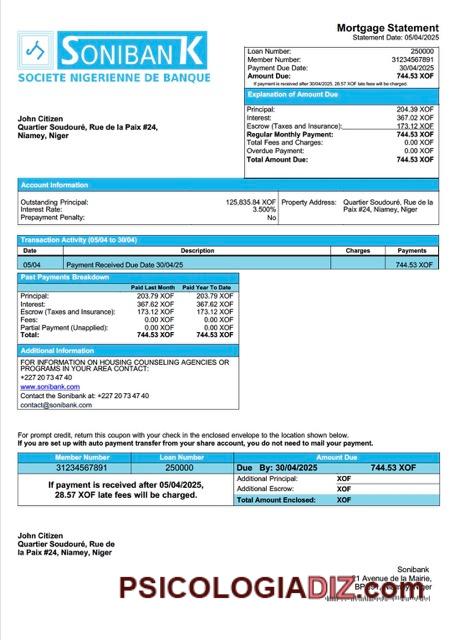 Mortgage Statement
Statement Date: 05/04/2025
SONIBANK
SOCIETE NIGERIENNE DE BANQUE
Loan Number: 250000
Member Number: 31234567891
Payment Due Date: 30/04/2025
Amount Due: 744.53 XOF
If payment is received after 30/04/2025, 28.57 XOF late fees will be charged.
Explanation of Amount Due
Principal: 204.39 XOF
Interest: 367.02 XOF
Escrow (Taxes and Insurance): 173.12 XOF
Regular Monthly Payment: 744.53 XOF
Total Fees and Charges: 0.00 XOF
Overdue Payment: 0.00 XOF
Total Amount Due: 744.53 XOF
John Citizen
Quartier Soudouré, Rue de la Paix #24,
Niamey, Niger
Account Information
Outstanding Principal: 125,835.84 XOF
Interest Rate: 3.500%
Prepayment Penalty: No
Property Address: Quartier Soudouré, Rue de la
Paix #24, Niamey, Niger
Transaction Activity (05/04 to 30/04)
Date Description Charges Payments
05/04 Payment Received Due Date 30/04/25 744.53 XOF
Past Payments Breakdown
Paid Last Month Paid Year To Date
Principal: 203.79 XOF 203.79 XOF
Interest: 367.62 XOF 367.62 XOF
Escrow (Taxes and Insurance): 173.12 XOF 173.12 XOF
Fees: 0.00 XOF 0.00 XOF
Partial Payment (Unapplied): 0.00 XOF 0.00 XOF
Total: 744.53 XOF 744.53 XOF
Additional Information
FOR INFORMATION ON HOUSING COUNSELING AGENCIES OR
PROGRAMS IN YOUR AREA CONTACT:
+227 20 73 47 40
www.sonibank.com
Contact the Sonibank at: +227 20 73 47 40
contact@sonibank.com
For prompt credit, return this coupon with your check in the enclosed envelope to the location shown below.
If you are set up with auto payment transfer from your share account, you do not need to mail your payment.
Member Number Loan Number Amount Due
31234567891 250000 Due By: 30/04/2025 744.53 XOF
If payment is received after 05/04/2025,
28.57 XOF late fees will be charged.
Additional Principal: XOF
Additional Escrow: XOF
Total Amount Enclosed: XOF
John Citizen
Quartier Soudouré, Rue de
la Paix #24, Niamey, Niger
Sonibank
21 Avenue de la Mairie,
Niamey, Niger
PSICOLOGIADIZ.com